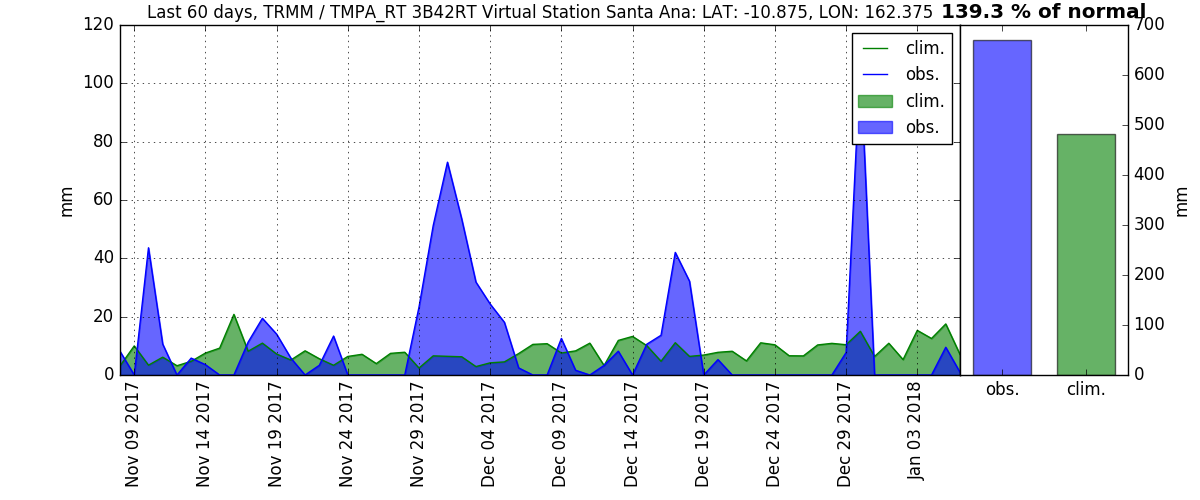 Last 60 days, TRMM / TMPA_RT 3B42RT Virtual Station Santa Ana: LAT: -10.875, LON: 162.375
139.3 % of normal
120
100
80
60
40
20
0
mm
clim.
obs.
clim.
obs.
Nov 09 2017
Nov 14 2017
Nov 19 2017
Nov 24 2017
Nov 29 2017
Dec 04 2017
Dec 09 2017
Dec 14 2017
Dec 19 2017
Dec 24 2017
Dec 29 2017
Jan 03 2018
700
600
500
400
300
200
100
0
mm
obs.
clim.